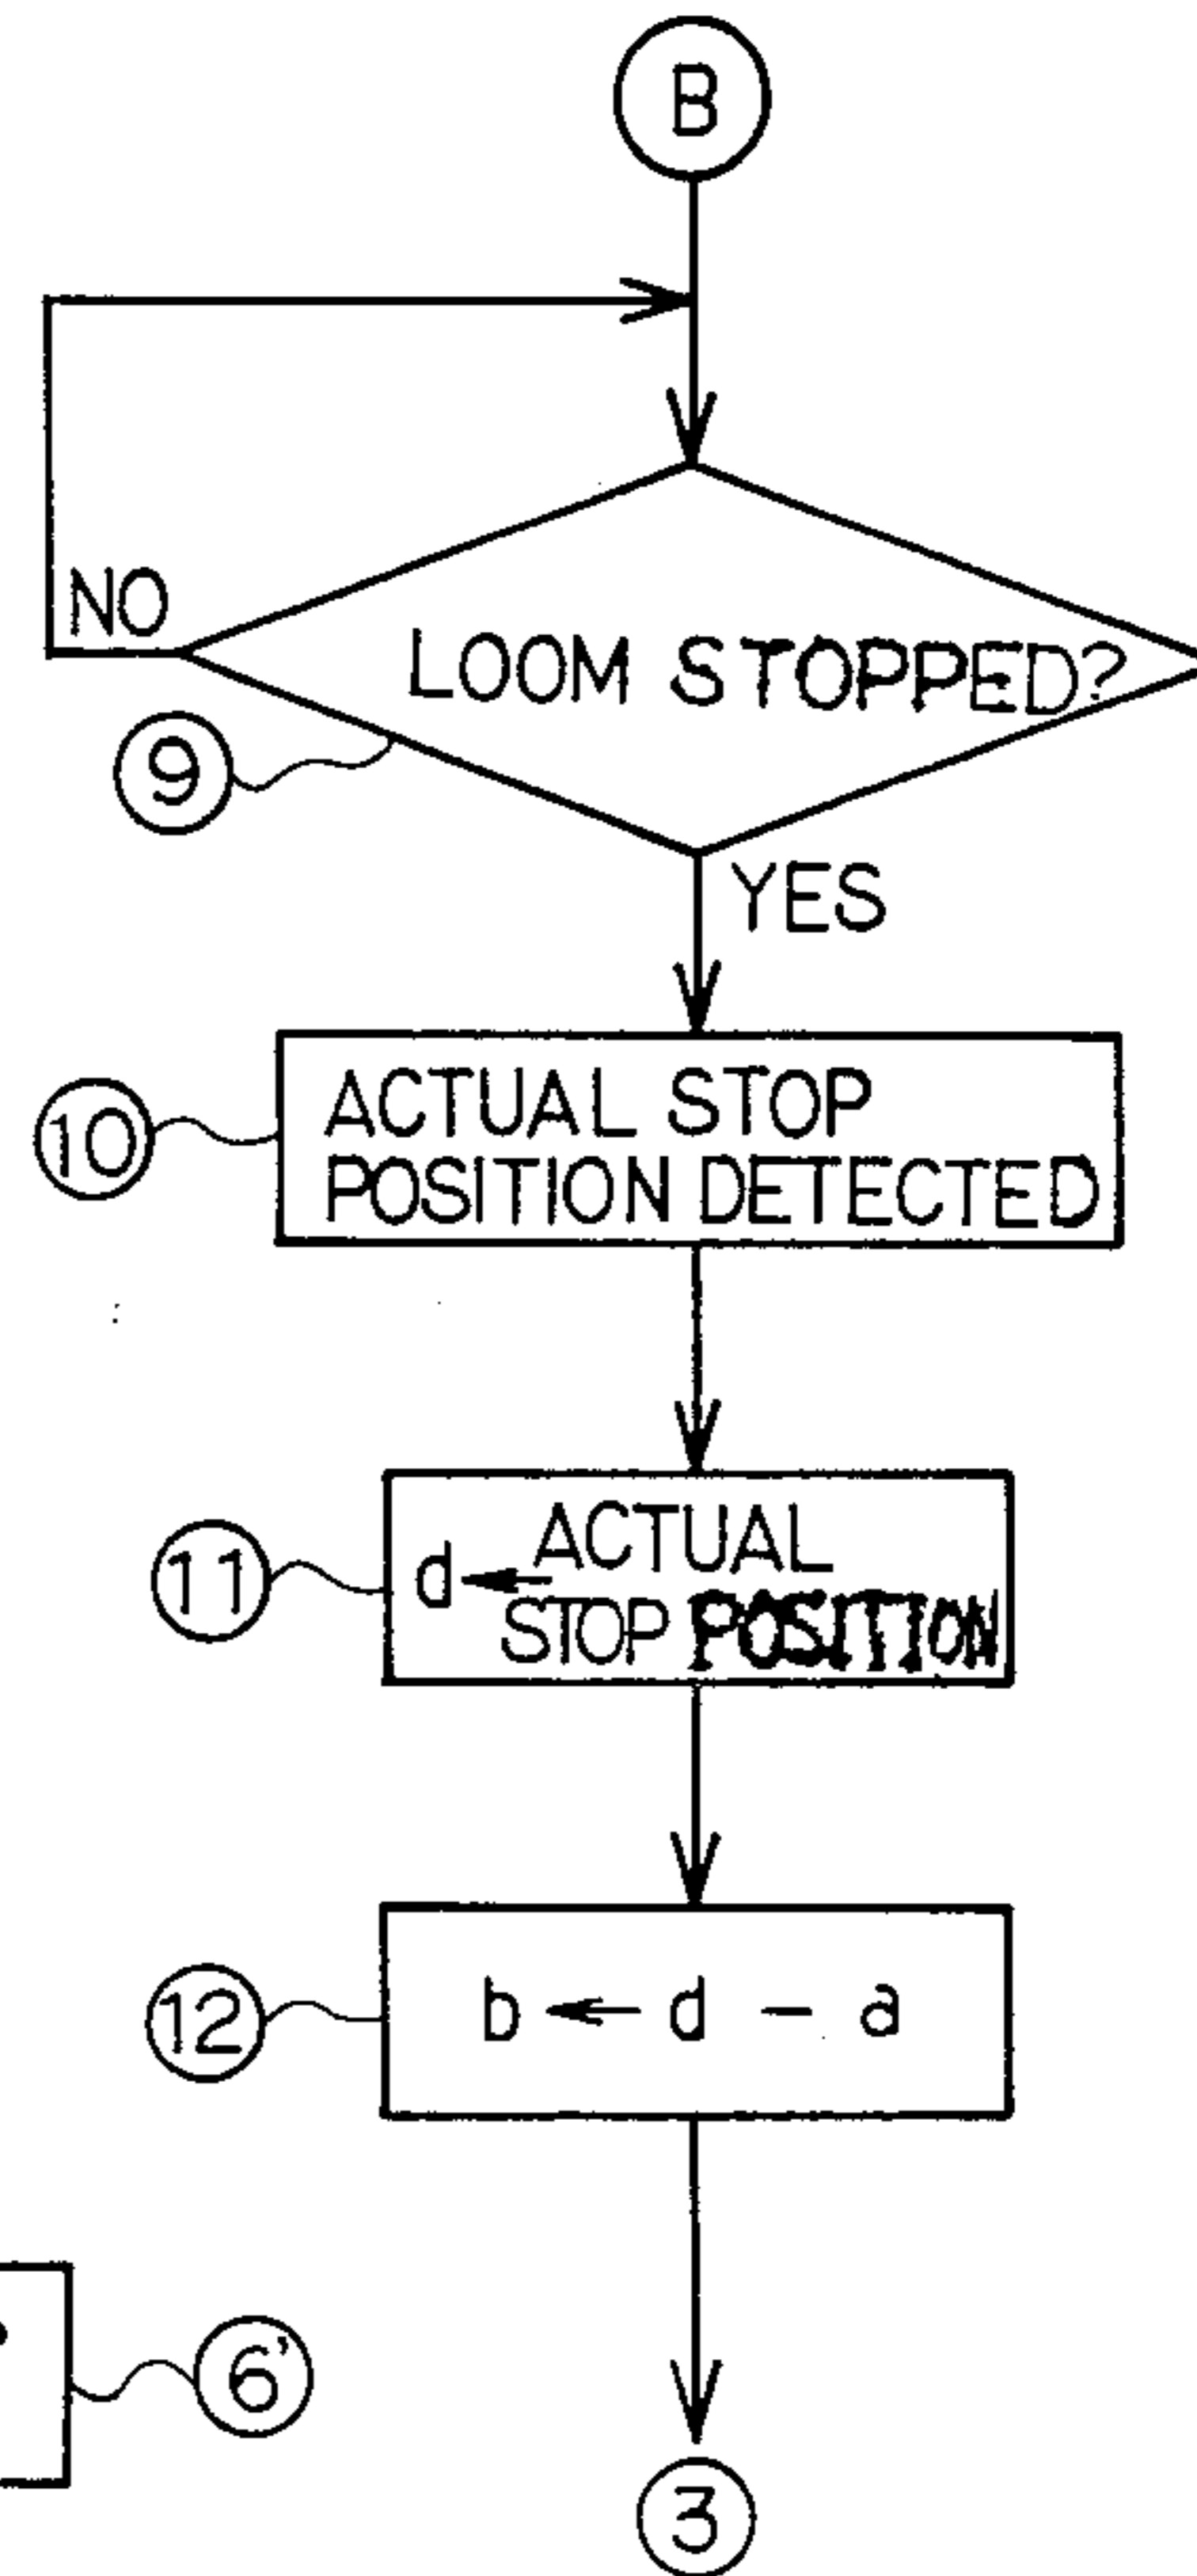 B
NO
LOOM STOPPED?
9
YES
10
ACTUAL STOP
POSITION DETECTED
11
d ← ACTUAL
STOP POSITION
12
b ← d - a
6'
3